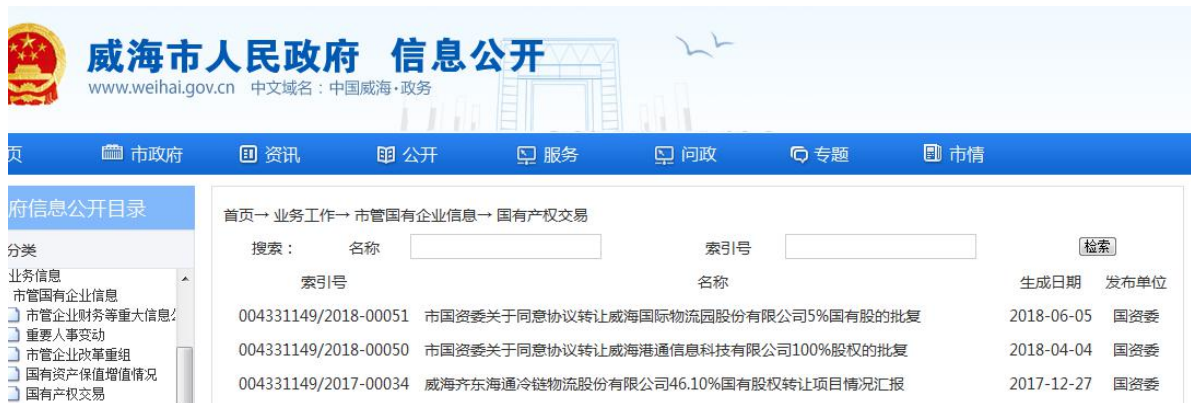 威海市人民政府 信息公开
www.weihai.gov.cn 中文域名：中国威海·政务
页 市政府 资讯 公开 服务 问政 专题 市情
府信息公开目录
分类
业务信息
市管国有企业信息
市管企业财务等重大信息公
重要人事变动
市管企业改革重组
国有资产保值增值情况
国有产权交易
首页→ 业务工作→ 市管国有企业信息→ 国有产权交易
搜索： 名称 索引号 检索
索引号 名称 生成日期 发布单位
004331149/2018-00051 市国资委关于同意协议转让威海国际物流园股份有限公司5%国有股的批复 2018-06-05 国资委
004331149/2018-00050 市国资委关于同意协议转让威海港通信息科技有限公司100%股权的批复 2018-04-04 国资委
004331149/2017-00034 威海齐东海通冷链物流股份有限公司46.10%国有股权转让项目情况汇报 2017-12-27 国资委